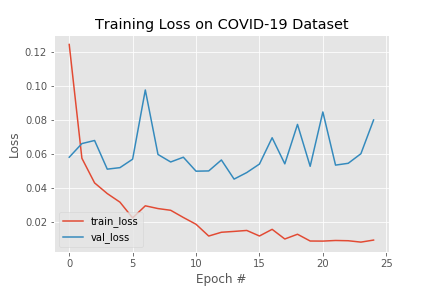 Training Loss on COVID-19 Dataset
0.12
0.10
0.08
0.06
0.04
0.02
Loss
train_loss
val_loss
0 5 10 15 20 25
Epoch #